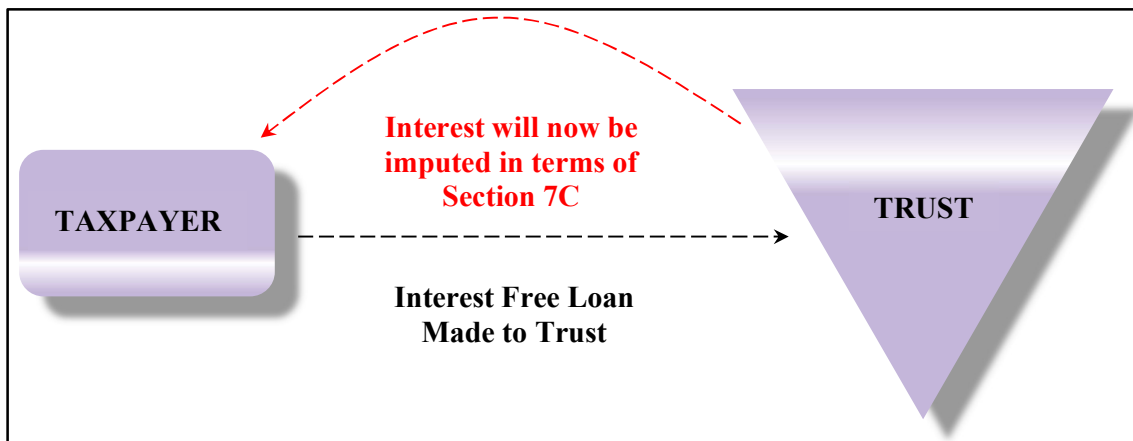 Interest will now be
imputed in terms of
Section 7C
TAXPAYER
TRUST
Interest Free Loan
Made to Trust